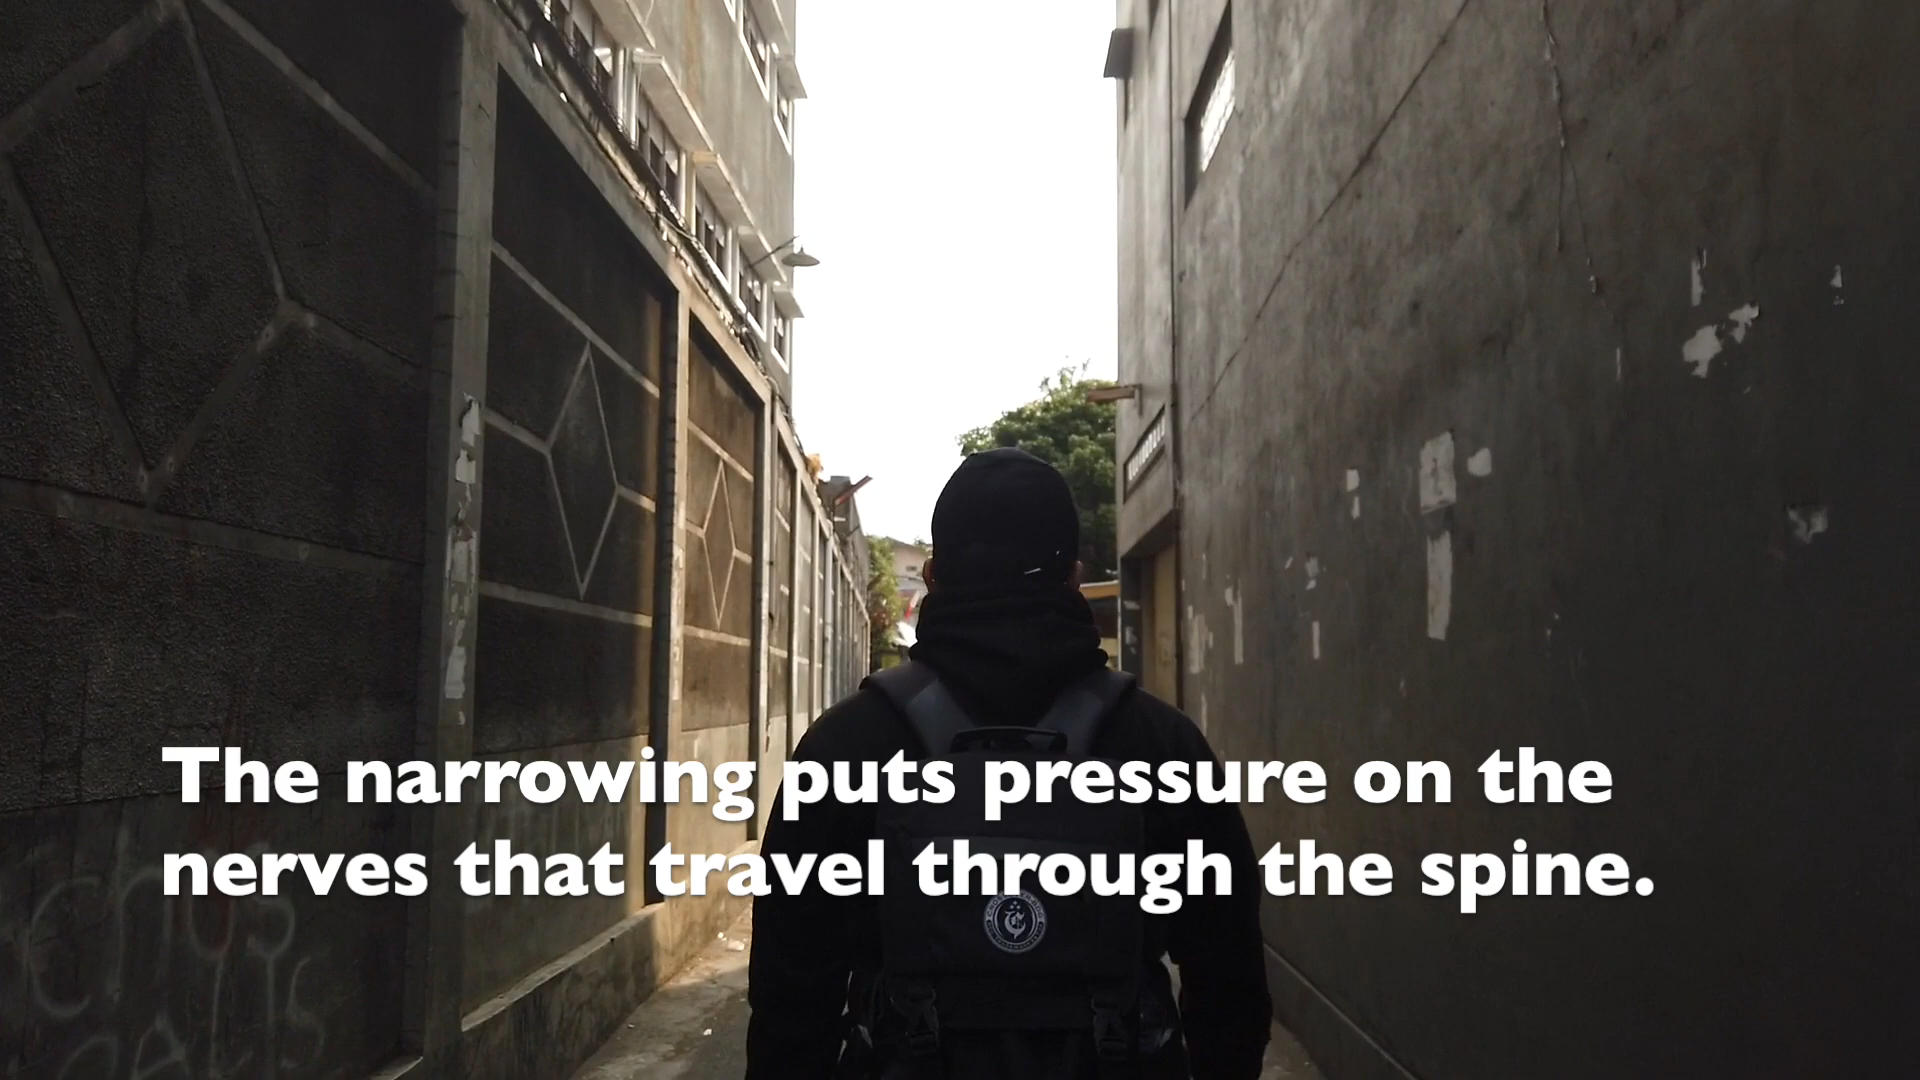 The narrowing puts pressure on the
nerves that travel through the spine.